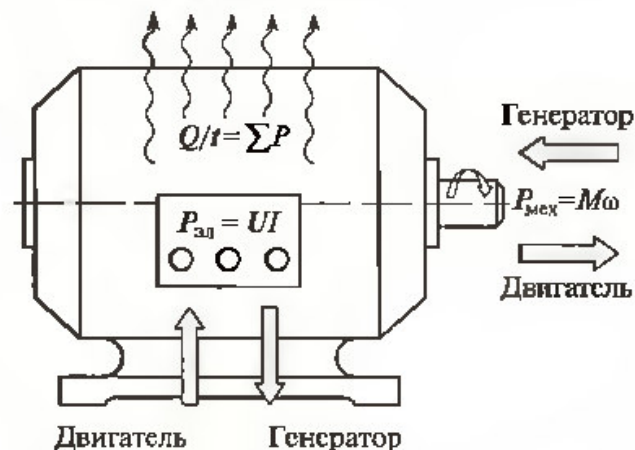 Q/t = ∑P
Генератор
P_мех = Mω
P_эл = UI
Двигатель
Двигатель Генератор